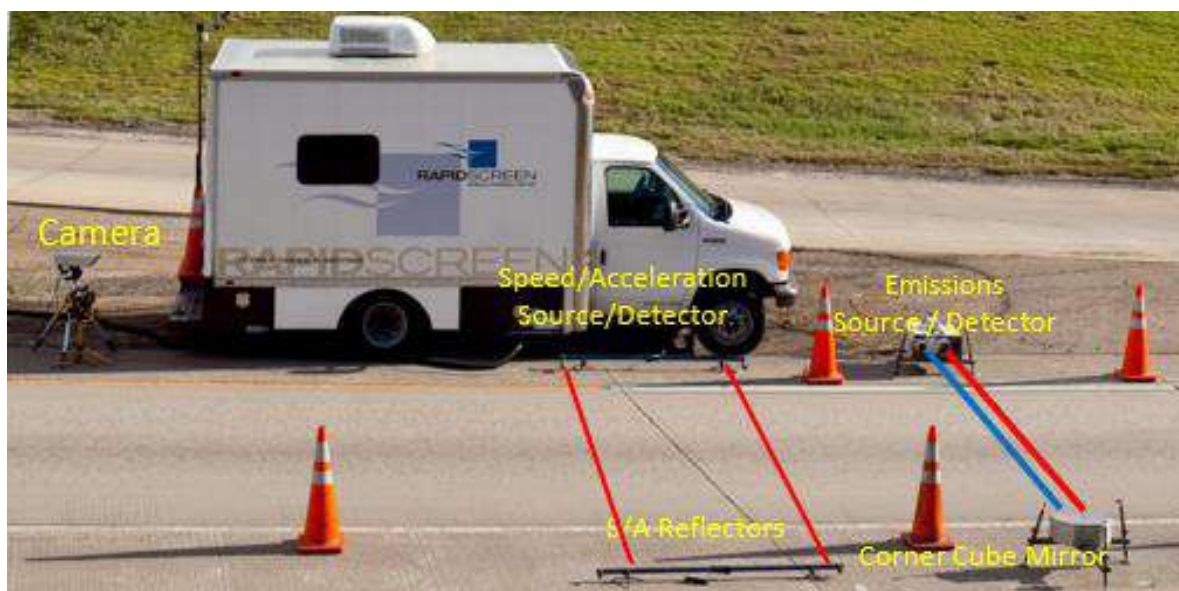 RAPIDSCREEN
Camera
RAPIDSCREEN
Speed/Acceleration
Source/Detector
Emissions
Source / Detector
S/A Reflectors
Corner Cube Mirror